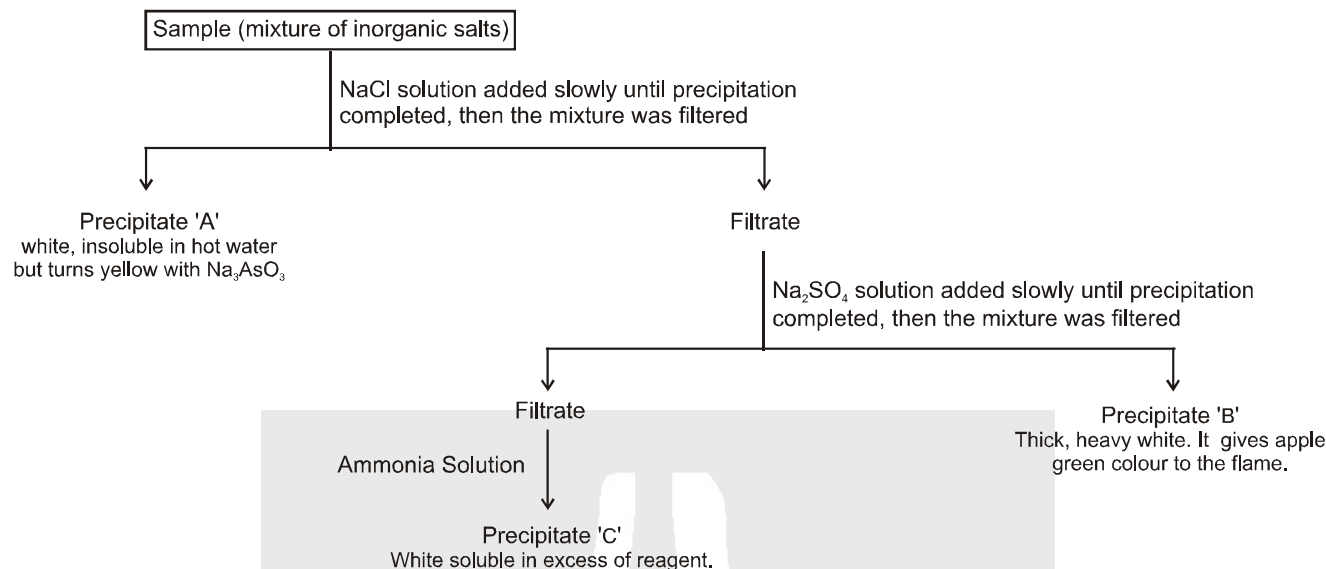 Sample (mixture of inorganic salts)
NaCl solution added slowly until precipitation
completed, then the mixture was filtered
Precipitate 'A'
white, insoluble in hot water
but turns yellow with Na₃AsO₃
Filtrate
Na₂SO₄ solution added slowly until precipitation
completed, then the mixture was filtered
Filtrate
Precipitate 'B'
Thick, heavy white. It gives apple
green colour to the flame.
Ammonia Solution
Precipitate 'C'
White soluble in excess of reagent.